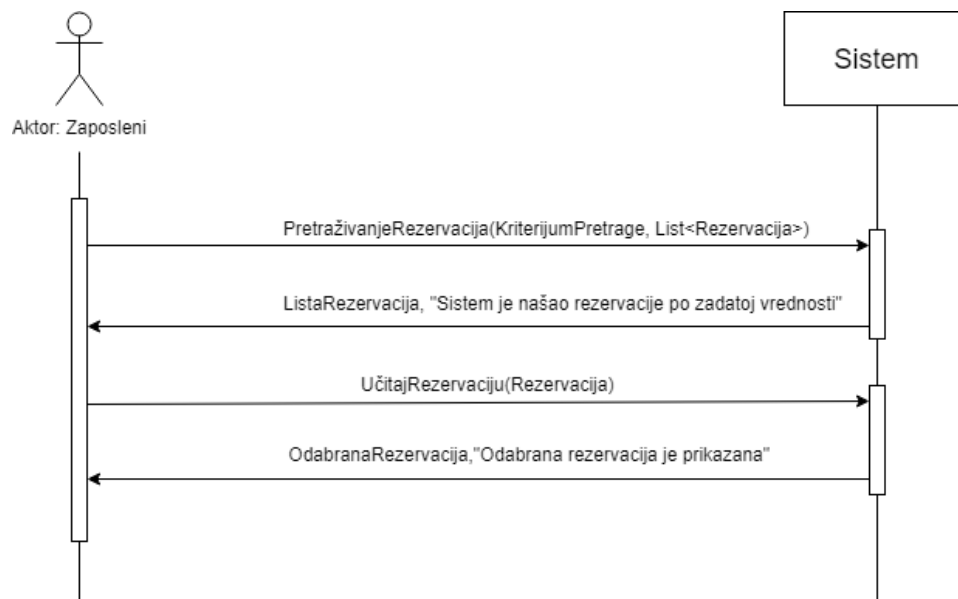 Sistem
Aktor: Zaposleni
PretraživanjeRezervacija(KriterijumPretrage, List<Rezervacija>)
ListaRezervacija, "Sistem je našao rezervacije po zadatoj vrednosti"
UčitajRezervaciju(Rezervacija)
OdabranaRezervacija,"Odabrana rezervacija je prikazana"